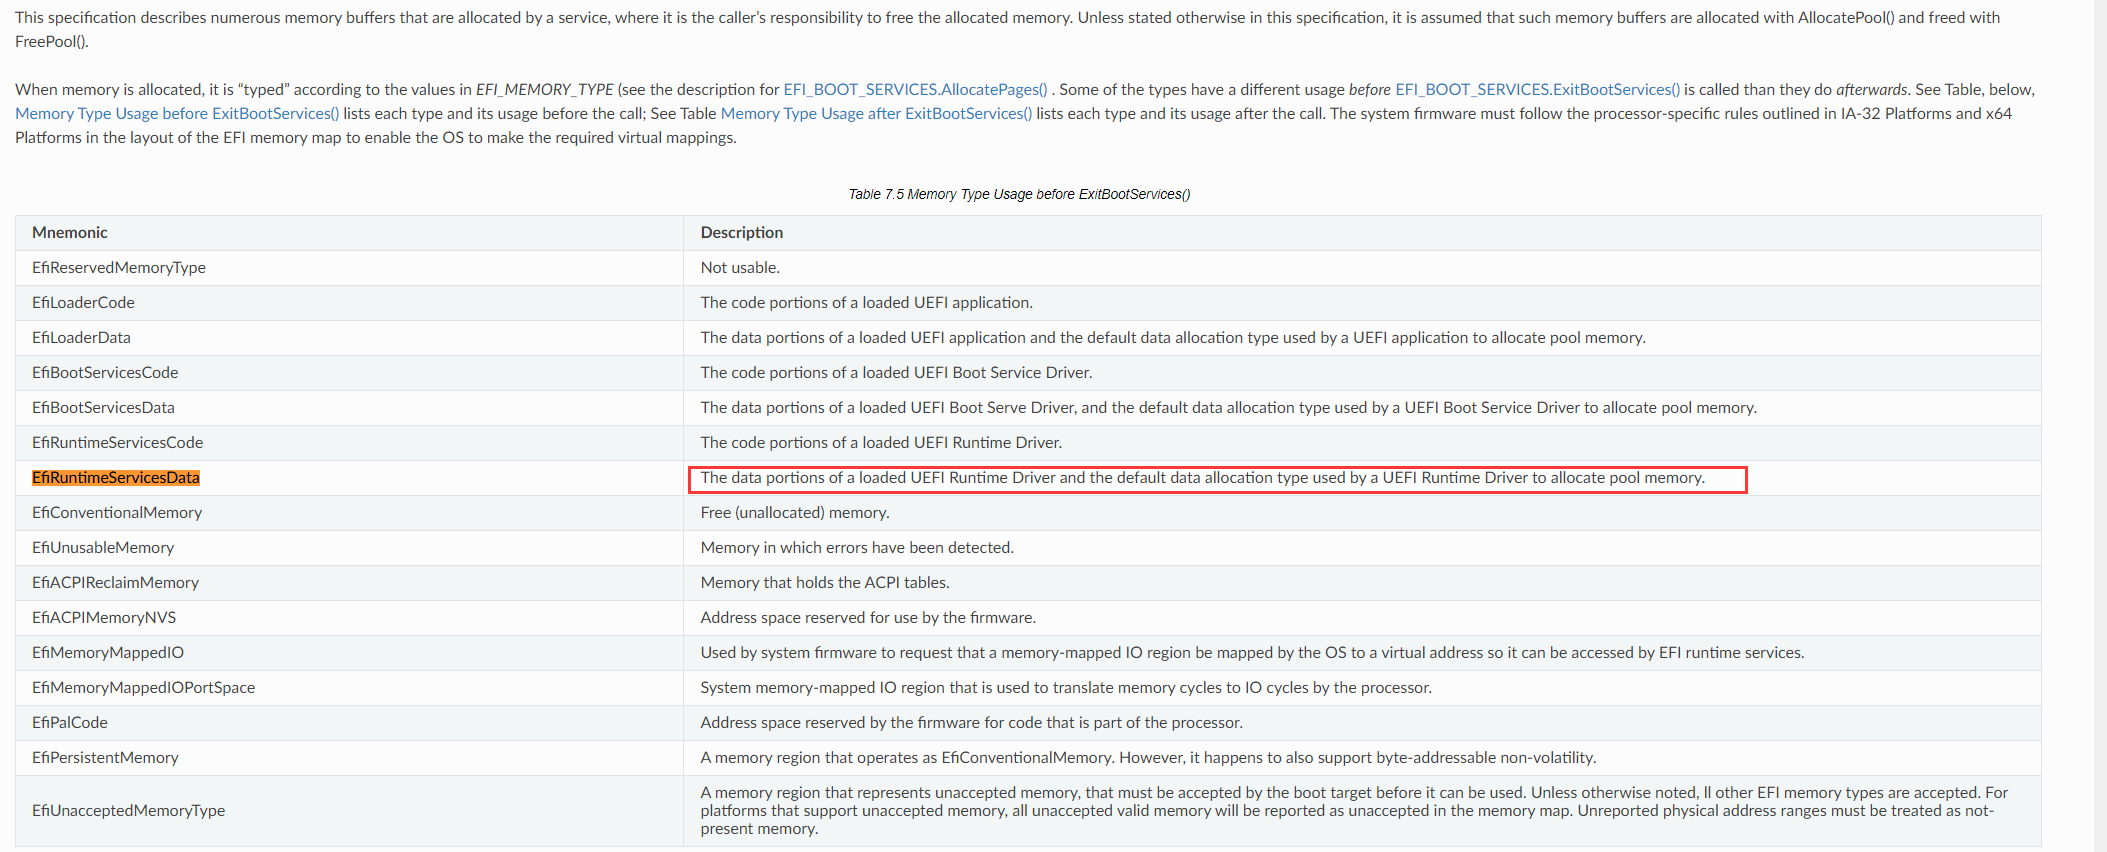 This specification describes numerous memory buffers that are allocated by a service, where it is the caller’s responsibility to free the allocated memory. Unless stated otherwise in this specification, it is assumed that such memory buffers are allocated with AllocatePool() and freed with
FreePool().
When memory is allocated, it is “typed” according to the values in EFI_MEMORY_TYPE (see the description for EFI_BOOT_SERVICES.AllocatePages() . Some of the types have a different usage before EFI_BOOT_SERVICES.ExitBootServices() is called than they do afterwards. See Table, below,
Memory Type Usage before ExitBootServices() lists each type and its usage before the call; See Table Memory Type Usage after ExitBootServices() lists each type and its usage after the call. The system firmware must follow the processor-specific rules outlined in IA-32 Platforms and x64
Platforms in the layout of the EFI memory map to enable the OS to make the required virtual mappings.
Table 7.5 Memory Type Usage before ExitBootServices()
Mnemonic Description
EfiReservedMemoryType Not usable.
EfiLoaderCode The code portions of a loaded UEFI application.
EfiLoaderData The data portions of a loaded UEFI application and the default data allocation type used by a UEFI application to allocate pool memory.
EfiBootServicesCode The code portions of a loaded UEFI Boot Service Driver.
EfiBootServicesData The data portions of a loaded UEFI Boot Serve Driver, and the default data allocation type used by a UEFI Boot Service Driver to allocate pool memory.
EfiRuntimeServicesCode The code portions of a loaded UEFI Runtime Driver.
EfiRuntimeServicesData The data portions of a loaded UEFI Runtime Driver and the default data allocation type used by a UEFI Runtime Driver to allocate pool memory.
EfiConventionalMemory Free (unallocated) memory.
EfiUnusableMemory Memory in which errors have been detected.
EfiACPIReclaimMemory Memory that holds the ACPI tables.
EfiACPIMemoryNVS Address space reserved for use by the firmware.
EfiMemoryMappedIO Used by system firmware to request that a memory-mapped IO region be mapped by the OS to a virtual address so it can be accessed by EFI runtime services.
EfiMemoryMappedIOPortSpace System memory-mapped IO region that is used to translate memory cycles to IO cycles by the processor.
EfiPalCode Address space reserved by the firmware for code that is part of the processor.
EfiPersistentMemory A memory region that operates as EfiConventionalMemory. However, it happens to also support byte-addressable non-volatility.
EfiUnacceptedMemoryType A memory region that represents unaccepted memory, that must be accepted by the boot target before it can be used. Unless otherwise noted, ll other EFI memory types are accepted. For
platforms that support unaccepted memory, all unaccepted valid memory will be reported as unaccepted in the memory map. Unreported physical address ranges must be treated as not-
present memory.